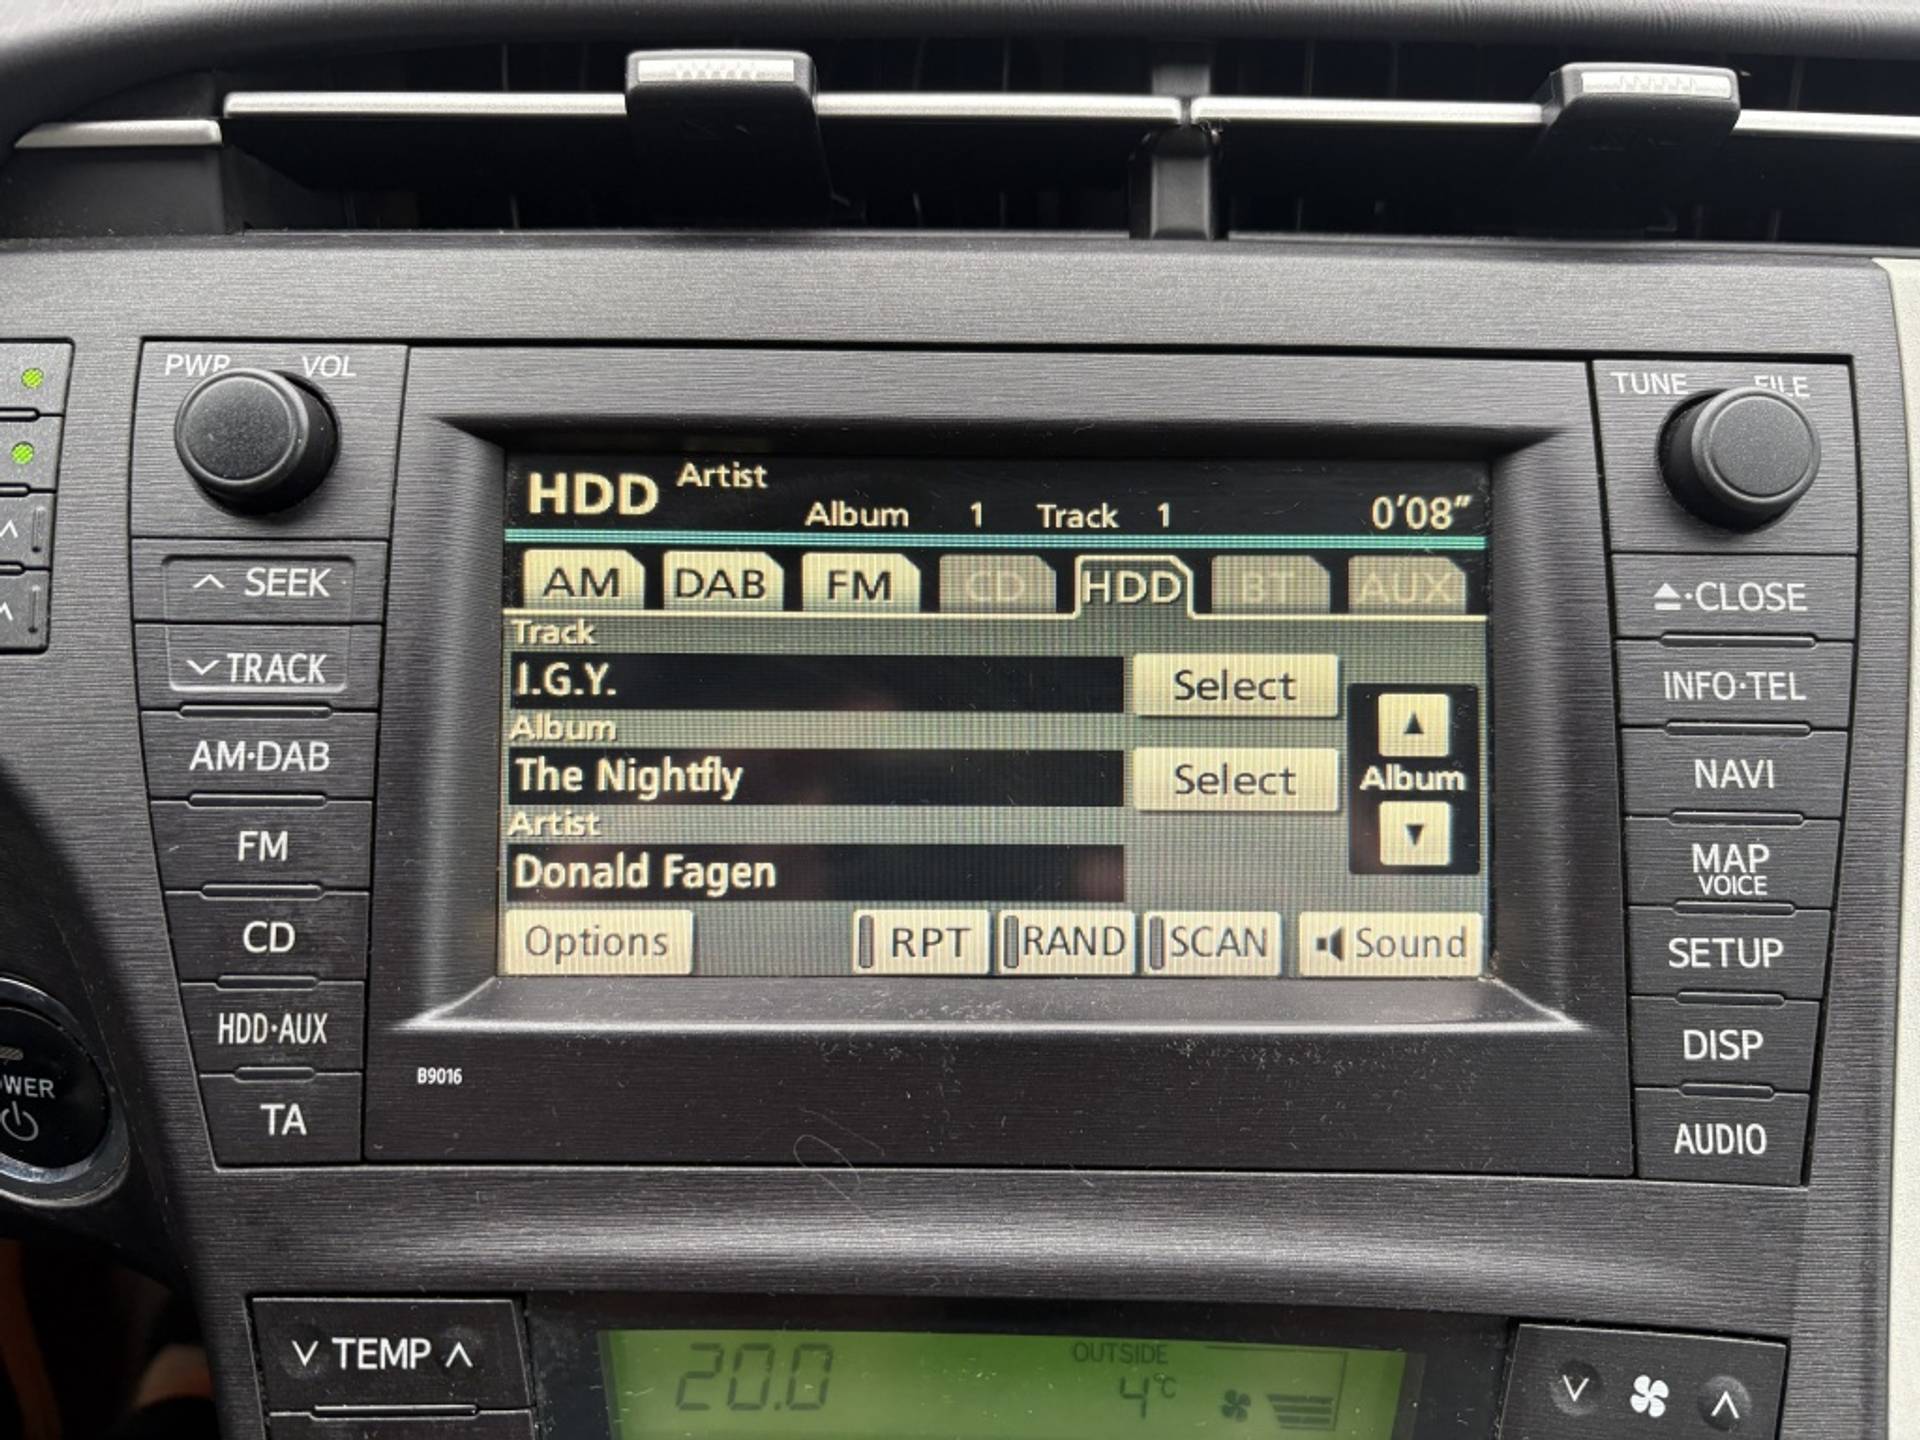 PWR VOL
TUNE FILE
HDD Artist
Album 1 Track 1 0'08"
AM DAB FM CD HDD BT AUX
Track
I.G.Y.
Select
Album
The Nightfly
Select
Album
Artist
Donald Fagen
Options RPT RAND SCAN Sound
SEEK
TRACK
AM·DAB
FM
CD
HDD·AUX
TA
CLOSE
INFO·TEL
NAVI
MAP
VOICE
SETUP
DISP
AUDIO
B9016
TEMP
20.0
OUTSIDE
4°C